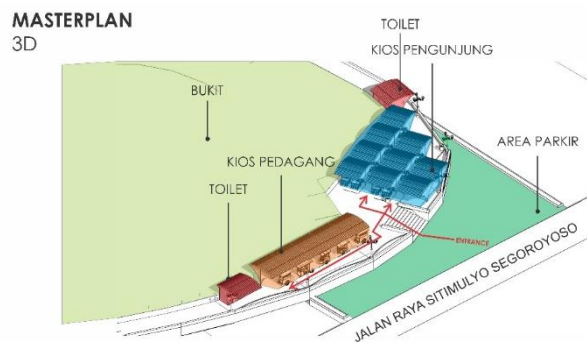 MASTERPLAN
3D
TOILET
KIOS PENGUNJUNG
BUKIT
AREA PARKIR
KIOS PEDAGANG
TOILET
ENTRANCE
JALAN RAYA SITIMULYO SEGOROYOSO